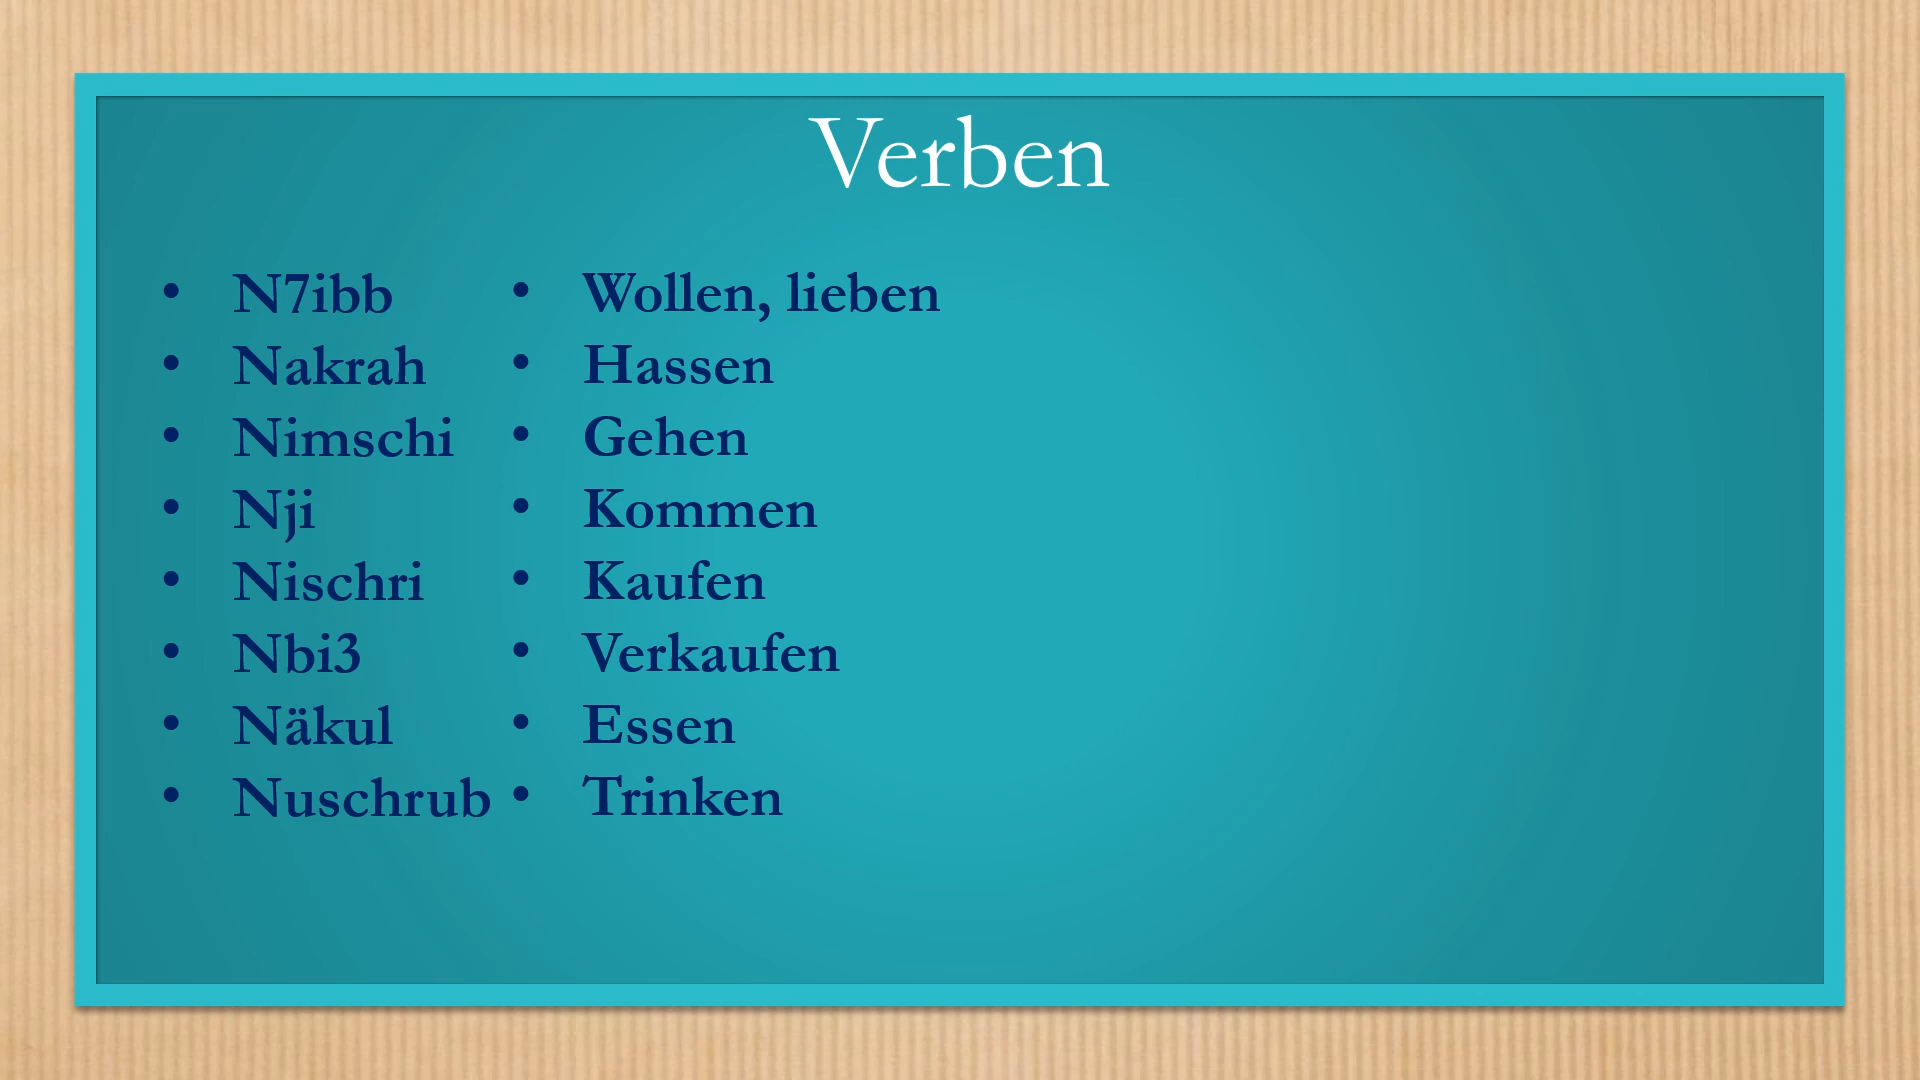 Verben
• N7ibb
• Nakrah
• Nimschi
• Nji
• Nischri
• Nbi3
• Näkul
• Nuschrub
• Wollen, lieben
• Hassen
• Gehen
• Kommen
• Kaufen
• Verkaufen
• Essen
• Trinken